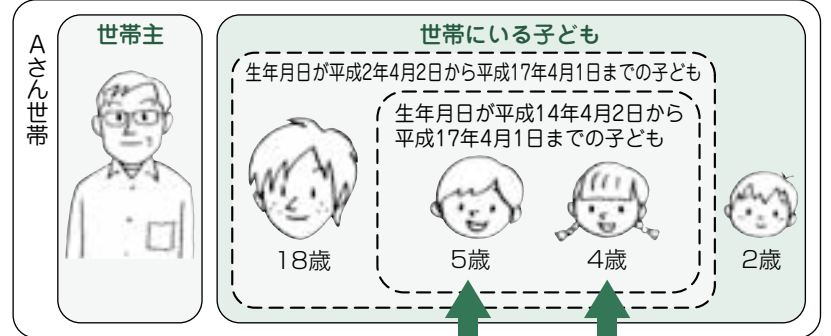 Aさん世帯
世帯主
世帯にいる子ども
生年月日が平成2年4月2日から平成17年4月1日までの子ども
生年月日が平成14年4月2日から
平成17年4月1日までの子ども
18歳
5歳
4歳
2歳